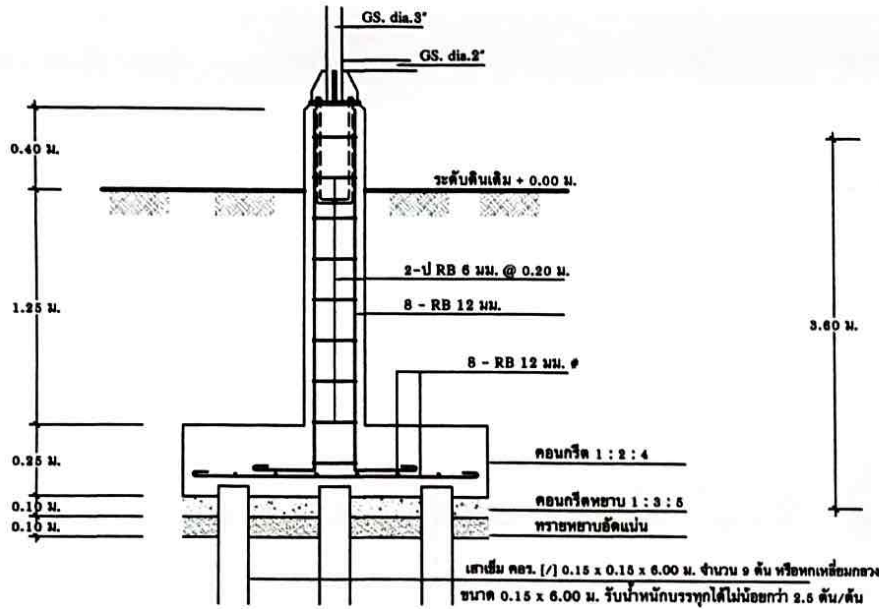 GS. dia.3"
GS. dia.2"
0.40 ม.
ระดับดินเดิม + 0.00 ม.
2-ป RB 6 มม. @ 0.20 ม.
1.25 ม.
8 - RB 12 มม.
3.60 ม.
8 - RB 12 มม. #
คอนกรีต 1 : 2 : 4
0.25 ม.
คอนกรีตหยาบ 1 : 3 : 5
0.10 ม.
ทรายหยาบอัดแน่น
0.10 ม.
เสาเข็ม คอร. [/] 0.15 x 0.15 x 6.00 ม. จำนวน 9 ต้น หรือหกเหลี่ยมกลวง
ขนาด 0.15 x 6.00 ม. รับน้ำหนักบรรทุกได้ไม่น้อยกว่า 2.5 ตัน/ต้น